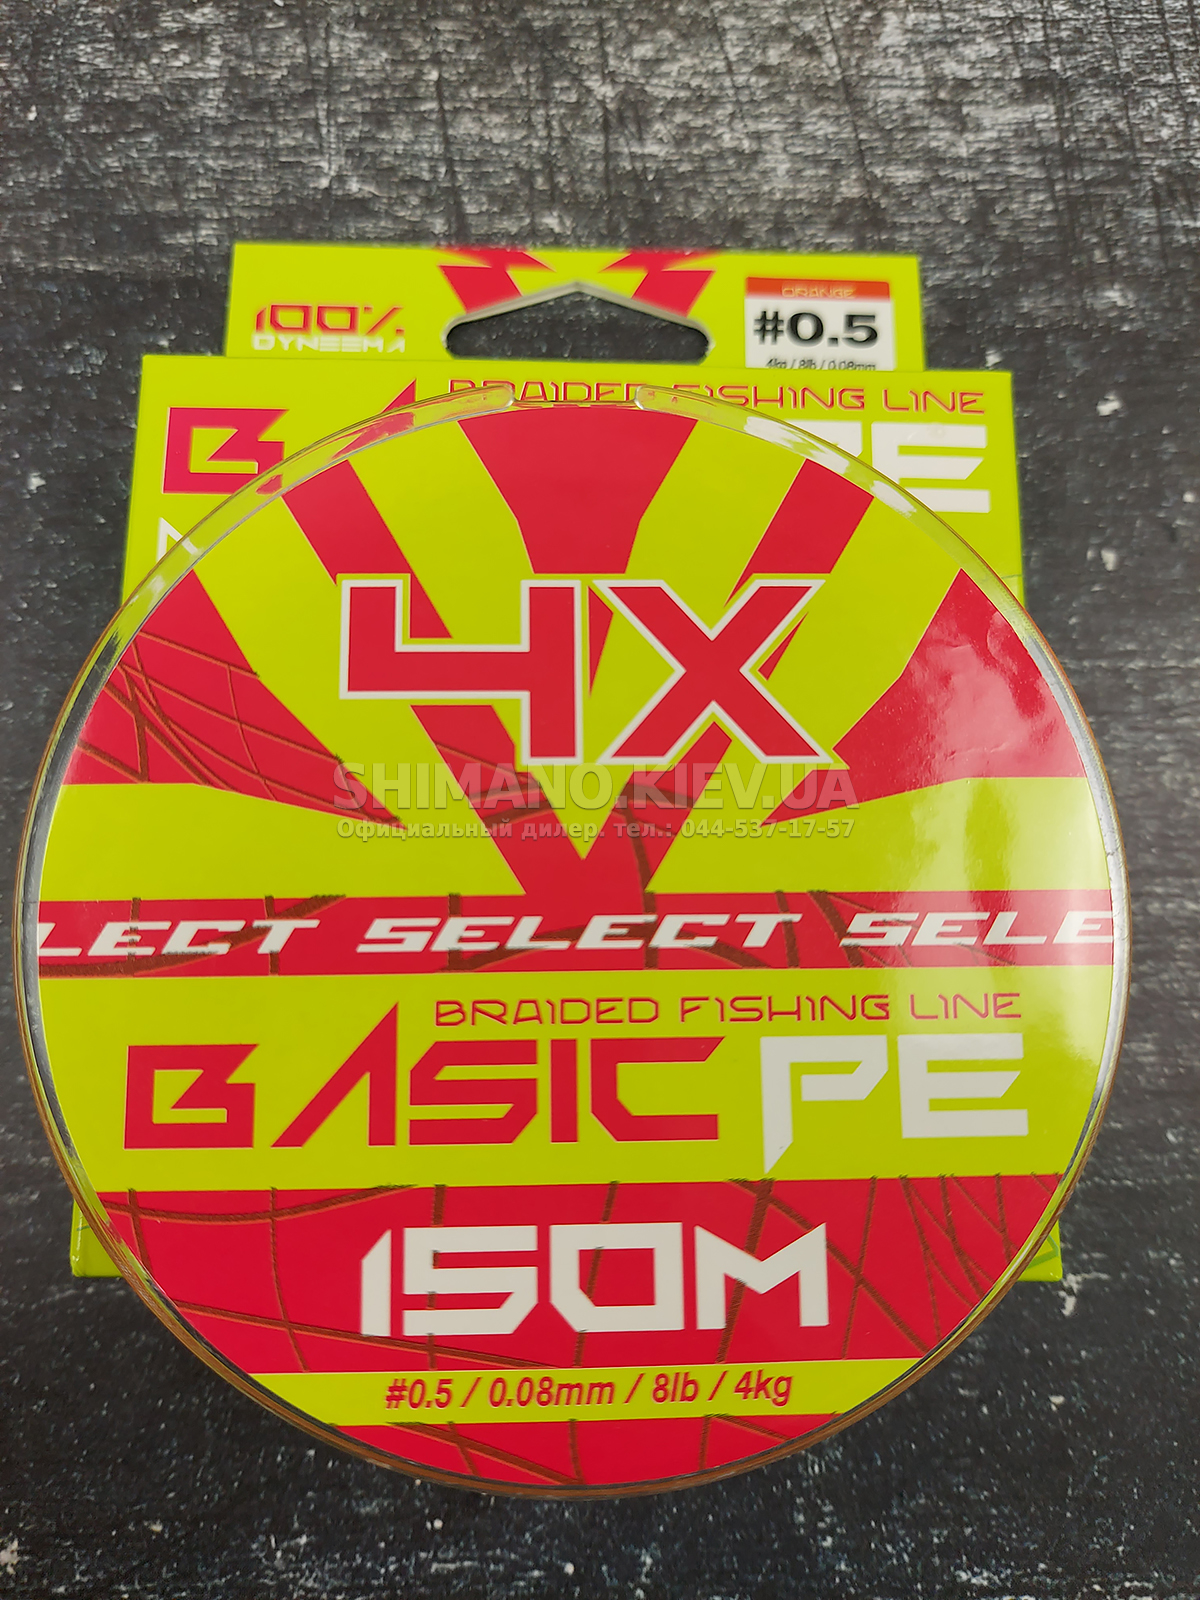 100%
DYNEEMA
ORANGE
#0.5
4kg / 8lb / 0.08mm
BRAIDED FISHING LINE
PE
4X
SHIMANO.KIEV.UA
Официальный дилер. тел.: 044-537-17-57
LECT SELECT SELE
BRAIDED FISHING LINE
BASIC PE
150M
#0.5 / 0.08mm / 8lb / 4kg